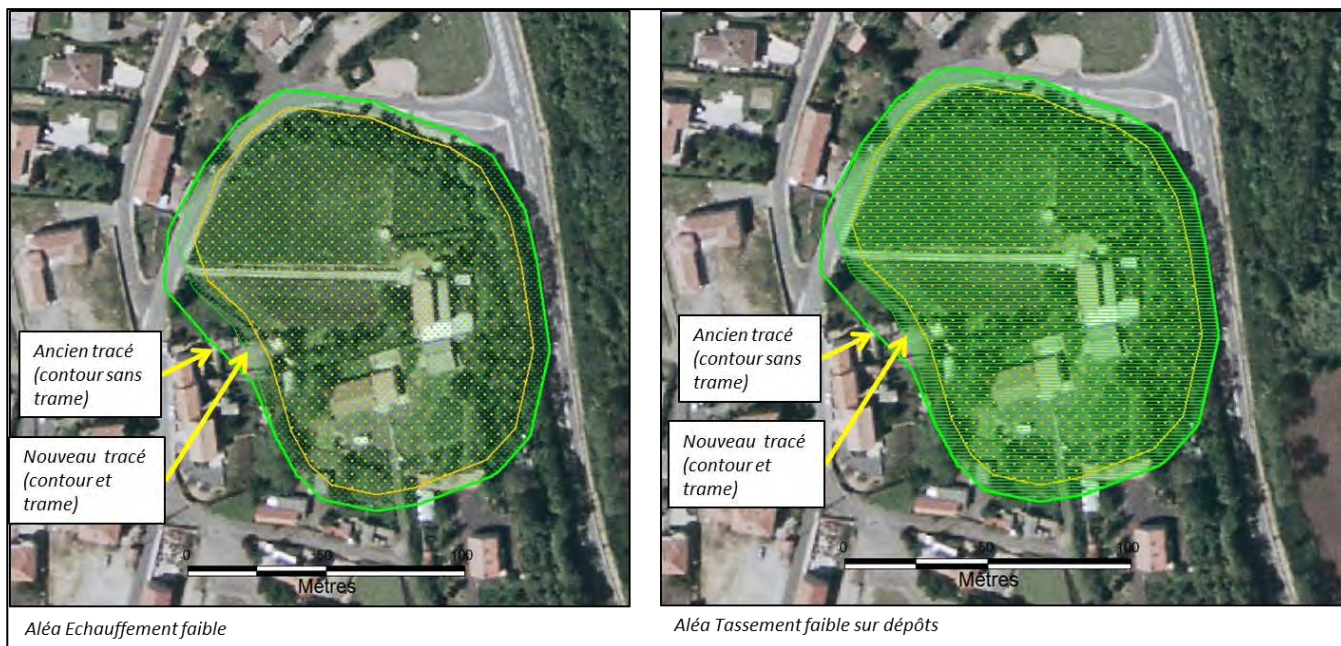 Ancien tracé
(contour sans
trame)
Nouveau tracé
(contour et
trame)
0
50
100
Mètres
Aléa Echauffement faible
Ancien tracé
(contour sans
trame)
Nouveau tracé
(contour et
trame)
0
50
100
Mètres
Aléa Tassement faible sur dépôts